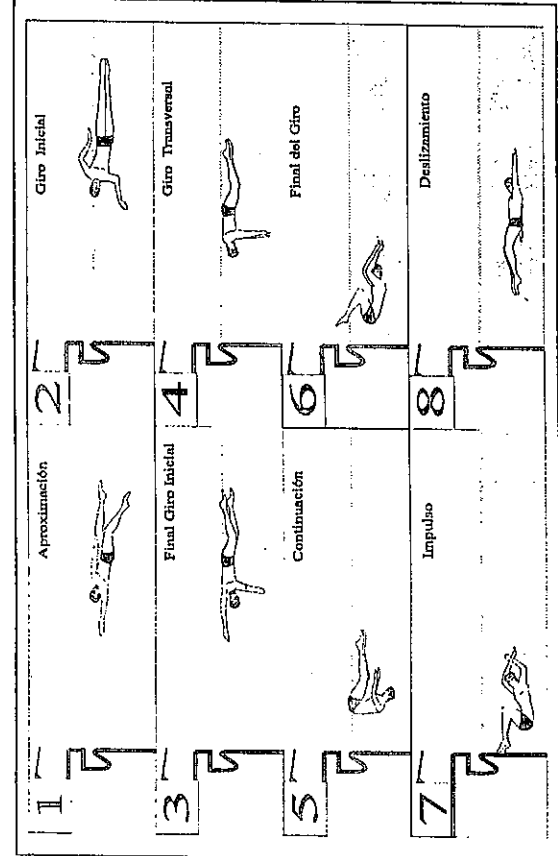 1
Aproximación
2
Giro Inicial
3
Final Giro Inicial
4
Giro Transversal
5
Continuación
6
Final del Giro
7
Impulso
8
Deslizamiento